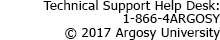 Technical Support Help Desk:
1-866-4ARGOSY
© 2017 Argosy University